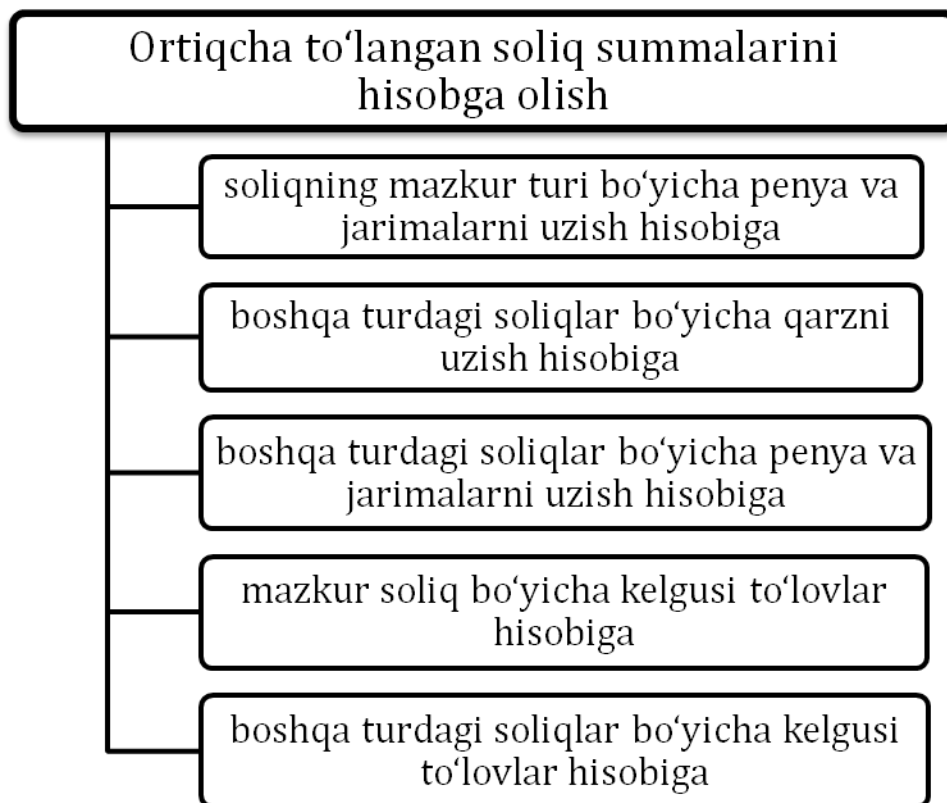 Ortiqcha to‘langan soliq summalarini
hisobga olish
soliqning mazkur turi bo‘yicha penya va
jarimalarni uzish hisobiga
boshqa turdagi soliqlar bo‘yicha qarzni
uzish hisobiga
boshqa turdagi soliqlar bo‘yicha penya va
jarimalarni uzish hisobiga
mazkur soliq bo‘yicha kelgusi to‘lovlar
hisobiga
boshqa turdagi soliqlar bo‘yicha kelgusi
to‘lovlar hisobiga